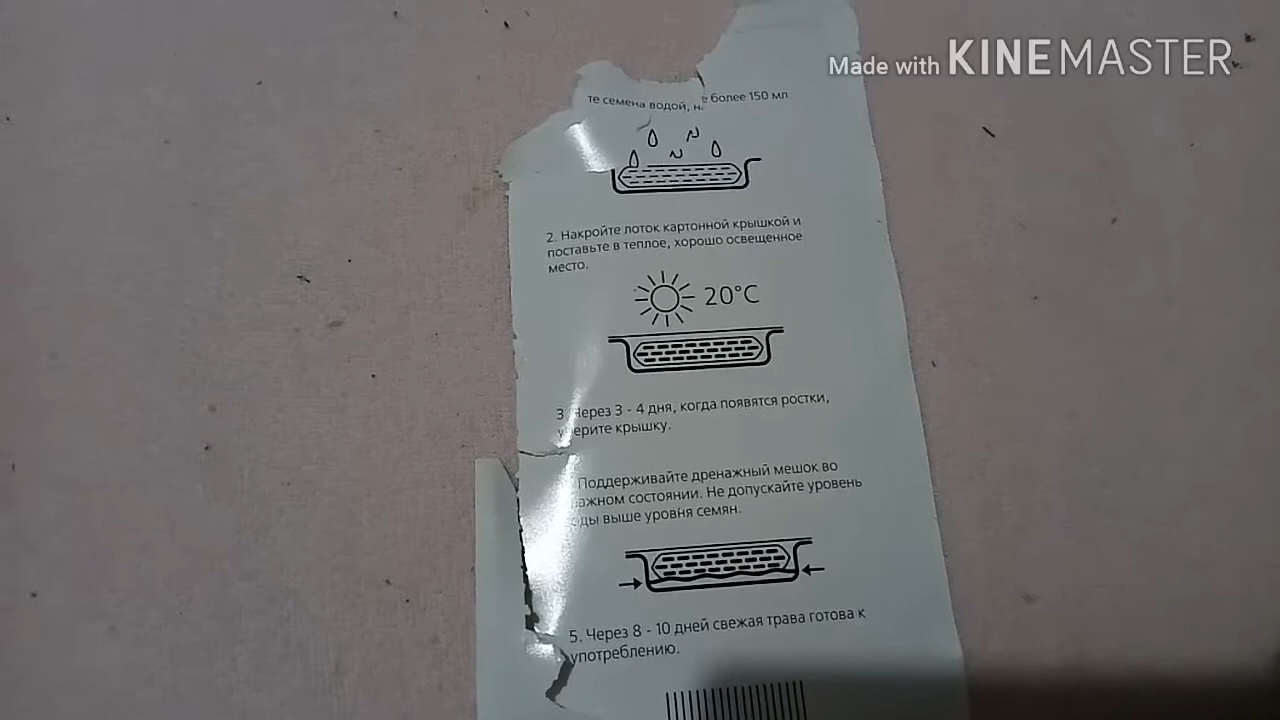 Made with KINEMASTER
те семена водой, не более 150 мл.
2. Накройте лоток картонной крышкой и
поставьте в теплое, хорошо освещенное
место.
20°C
3. Через 3 - 4 дня, когда появятся ростки,
уберите крышку.
Поддерживайте дренажный мешок во
ажном состоянии. Не допускайте уровень
оды выше уровня семян.
5. Через 8 - 10 дней свежая трава готова к
употреблению.